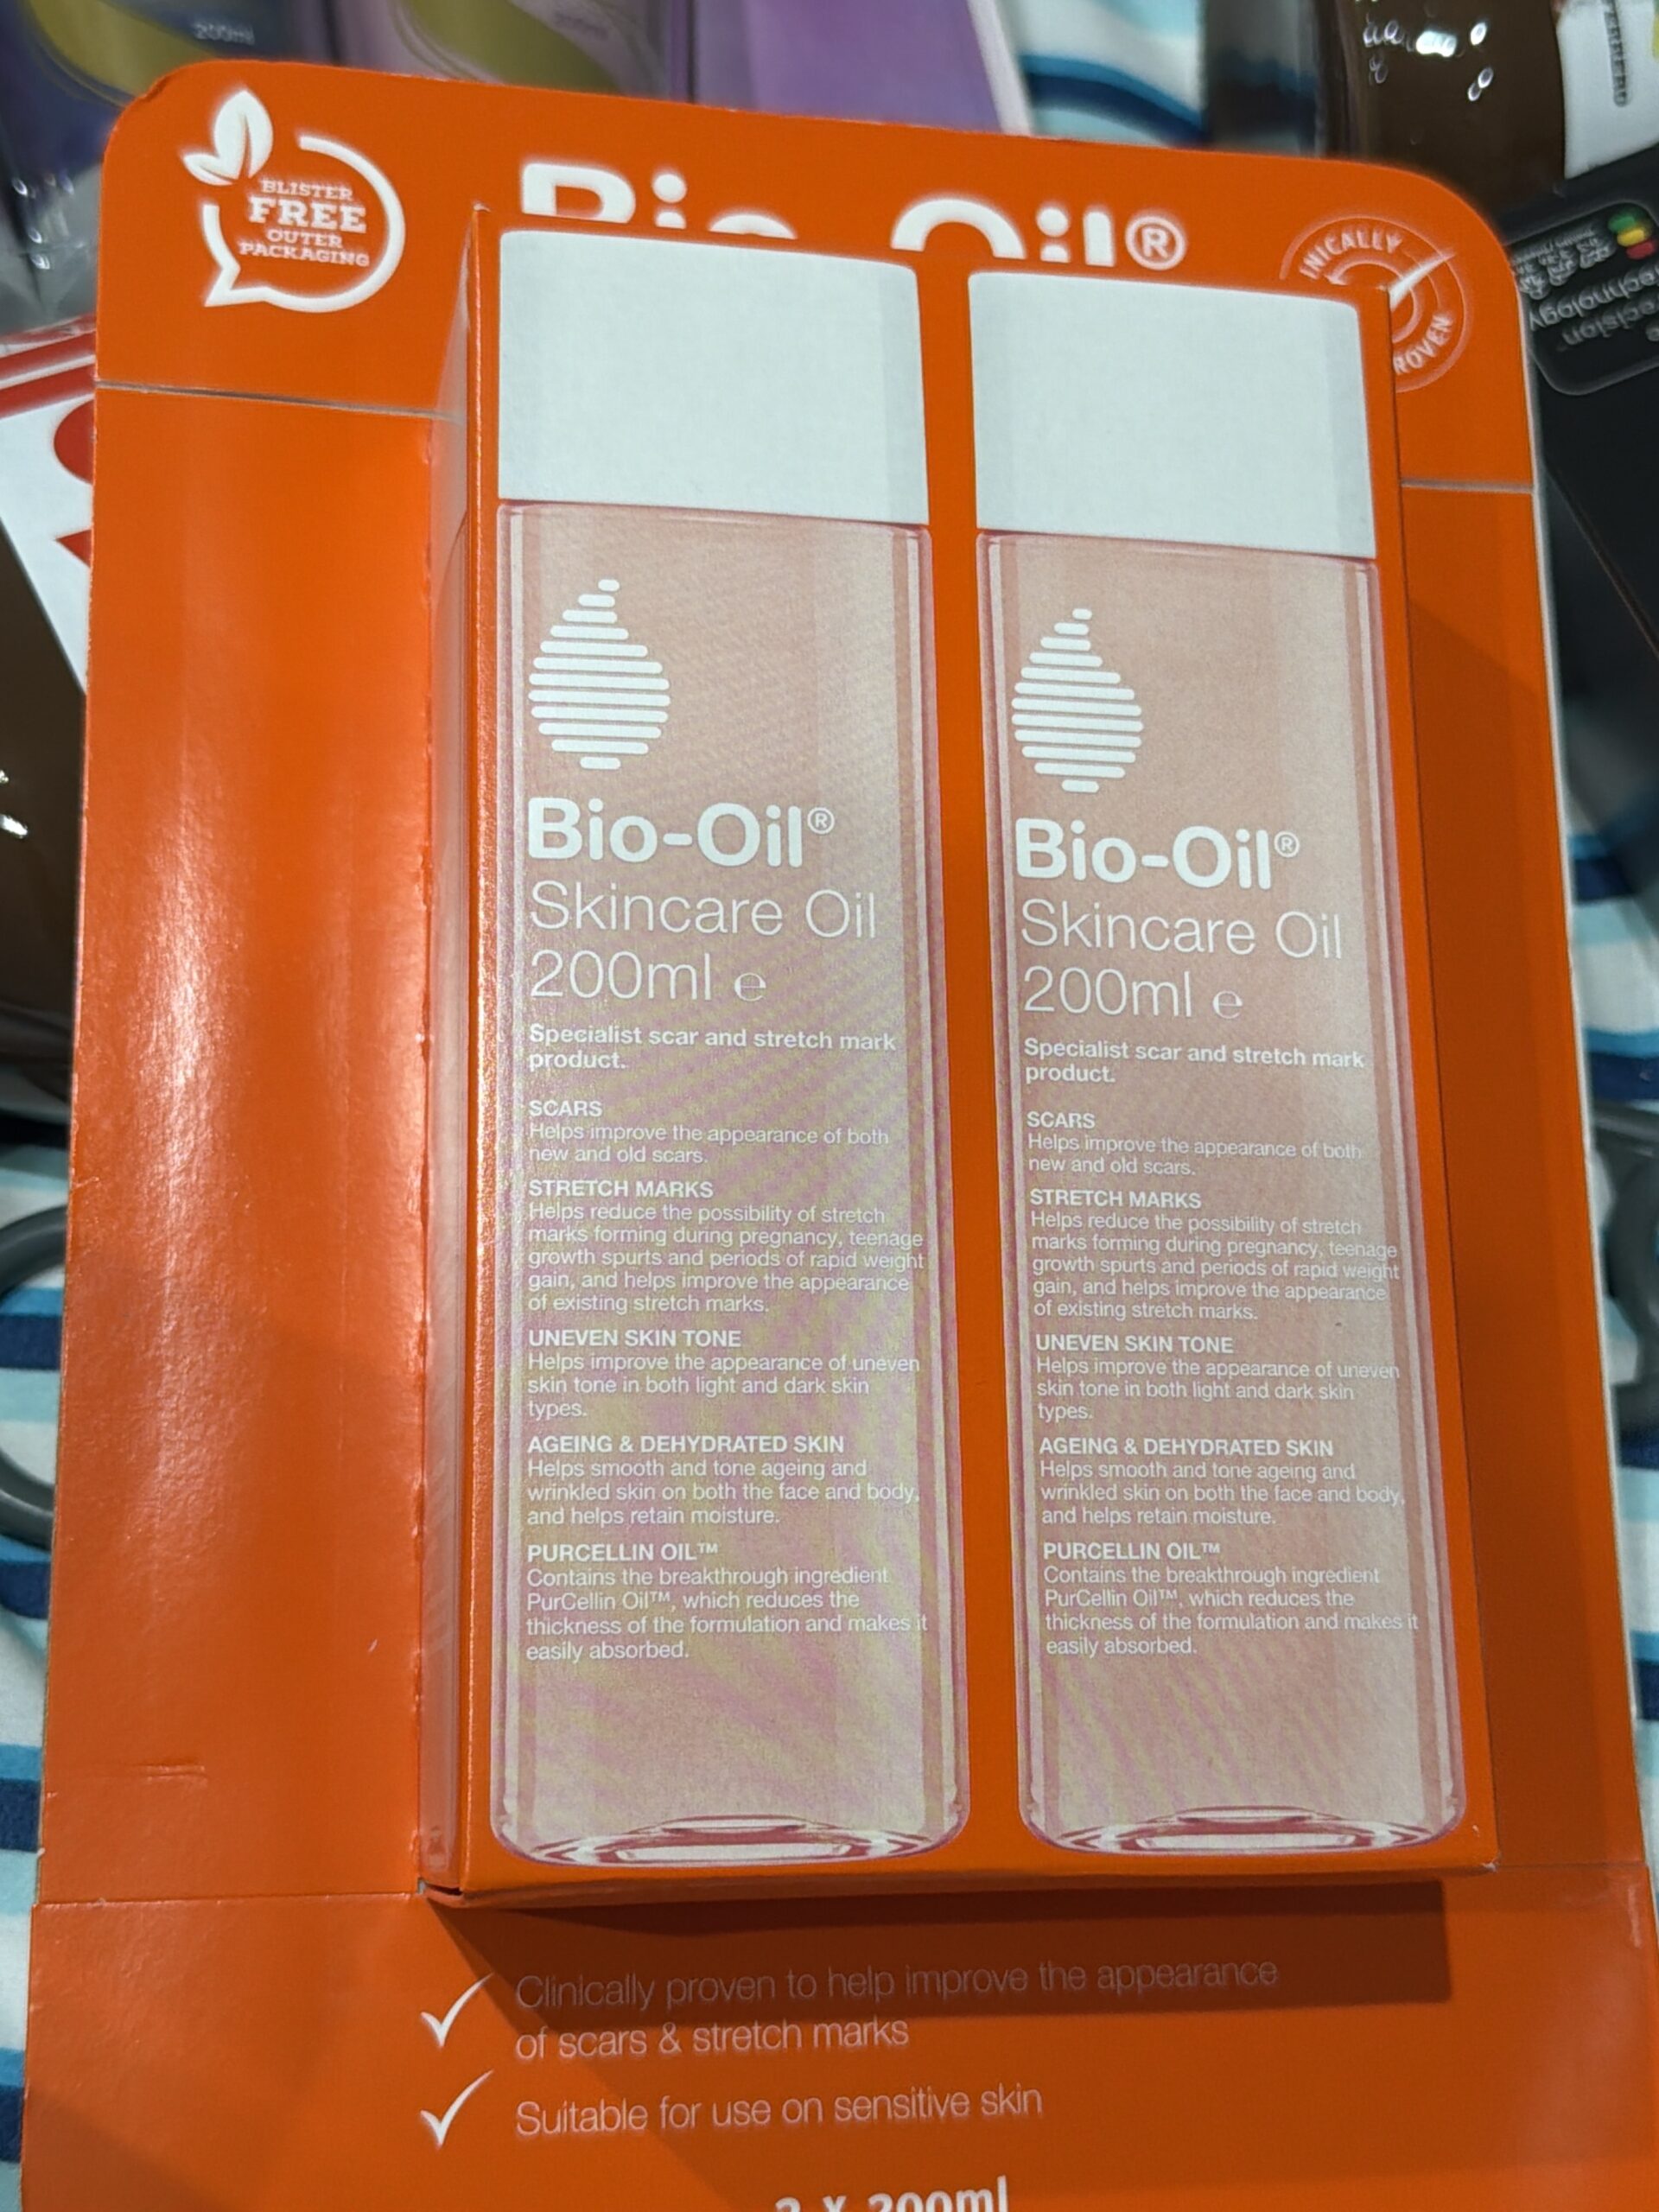 200ml
BLISTER
FREE
OUTER
PACKAGING
Bio-Oil®
Bio-Oil®
Skincare Oil
200ml ℮
Specialist scar and stretch mark
product.
SCARS
Helps improve the appearance of both
new and old scars.
STRETCH MARKS
Helps reduce the possibility of stretch
marks forming during pregnancy, teenage
growth spurts and periods of rapid weight
gain, and helps improve the appearance
of existing stretch marks.
UNEVEN SKIN TONE
Helps improve the appearance of uneven
skin tone in both light and dark skin
types.
AGEING & DEHYDRATED SKIN
Helps smooth and tone ageing and
wrinkled skin on both the face and body,
and helps retain moisture.
PURCELLIN OIL™
Contains the breakthrough ingredient
PurCellin Oil™, which reduces the
thickness of the formulation and makes it
easily absorbed.
Bio-Oil®
Skincare Oil
200ml ℮
Specialist scar and stretch mark
product.
SCARS
Helps improve the appearance of both
new and old scars.
STRETCH MARKS
Helps reduce the possibility of stretch
marks forming during pregnancy, teenage
growth spurts and periods of rapid weight
gain, and helps improve the appearance
of existing stretch marks.
UNEVEN SKIN TONE
Helps improve the appearance of uneven
skin tone in both light and dark skin
types.
AGEING & DEHYDRATED SKIN
Helps smooth and tone ageing and
wrinkled skin on both the face and body,
and helps retain moisture.
PURCELLIN OIL™
Contains the breakthrough ingredient
PurCellin Oil™, which reduces the
thickness of the formulation and makes it
easily absorbed.
INICALLY
ROVEN
ecision™
echnology
Clinically proven to help improve the appearance
of scars & stretch marks
Suitable for use on sensitive skin
2 x 200ml